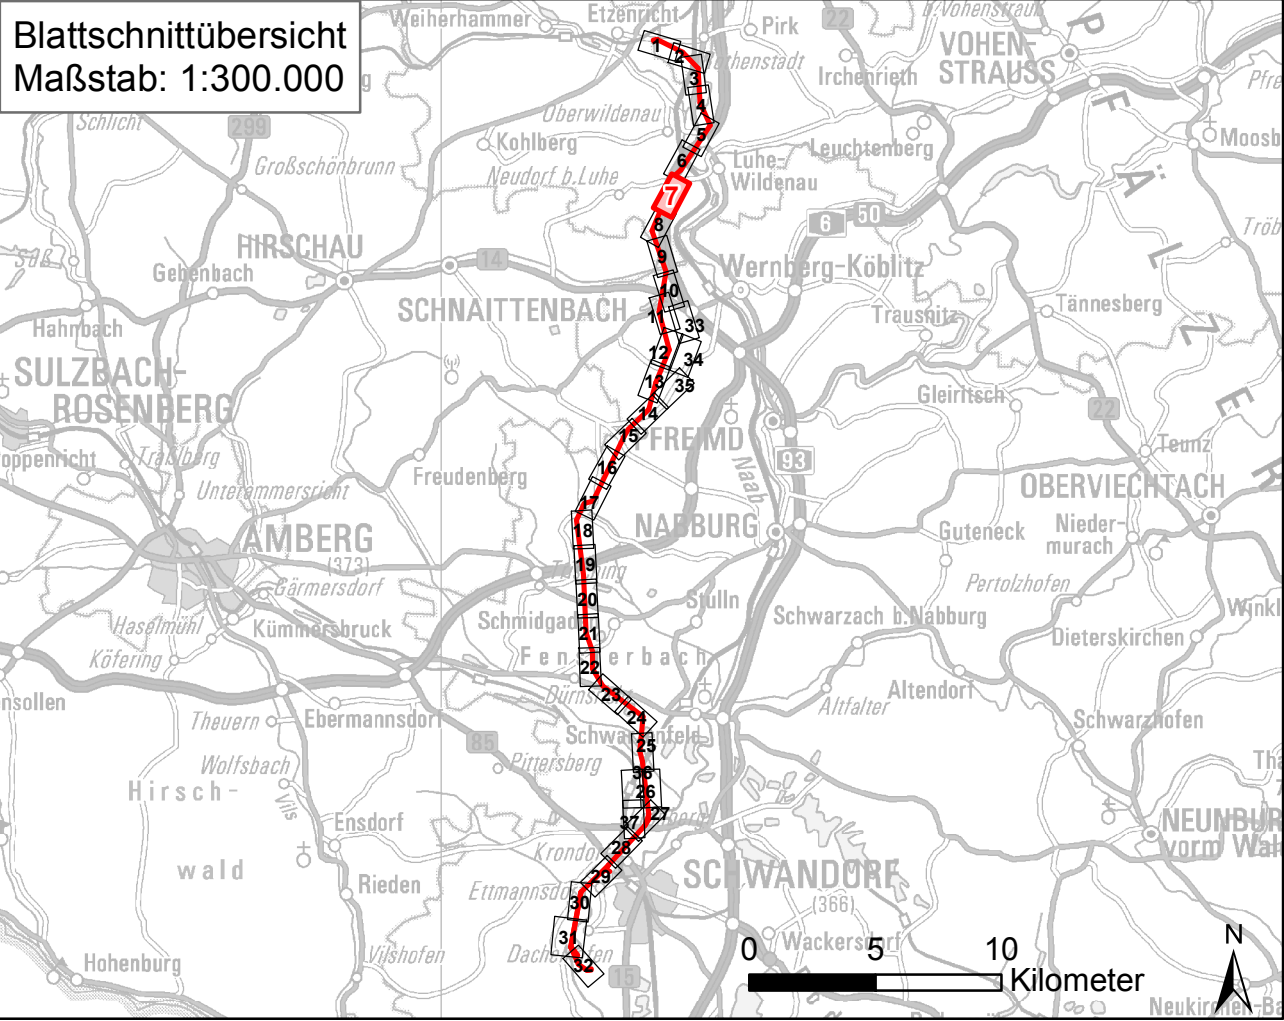 Blattschnittübersicht
Maßstab: 1:300.000
Weiherhammer
Etzenricht
Pirk
22
VOHEN-
STRAUSS
Irchenrieth
Schlicht
299
Oberwildenau
Kohlberg
Großschönbrunn
Neudorf b.Luhe
Luhe-
Wildenau
Leuchtenberg
6
50
HIRSCHAU
Gebenbach
14
Wernberg-Köblitz
SCHNAITTENBACH
Hahnbach
Tännesberg
Trausnitz
SULZBACH-
ROSENBERG
Gleiritsch
22
Teunz
Freudenberg
Unterammersricht
93
Naab
OBERVIECHTACH
AMBERG
(373)
NABBURG
Guteneck
Nieder-
murach
Gärmersdorf
Pertolzhofen
Stulln
Haselmühl
Kümmersbruck
Schwarzach b.Nabburg
Dieterskirchen
Köfering
Altendorf
Theuern
Ebermannsdorf
Altfalter
Schwarzhofen
85
Wolfsbach
Pittersberg
Hirsch-
wald
Vils
Ensdorf
Rieden
SCHWANDORF
(366)
Wackersdorf
Vilshofen
Hohenburg
15
P F Ä L Z E R
1
2
3
4
5
6
7
8
9
10
11
33
12
34
13
35
14
15
16
17
18
19
20
21
22
23
24
25
36
26
27
37
28
29
30
31
32
0 5 10
Kilometer
N